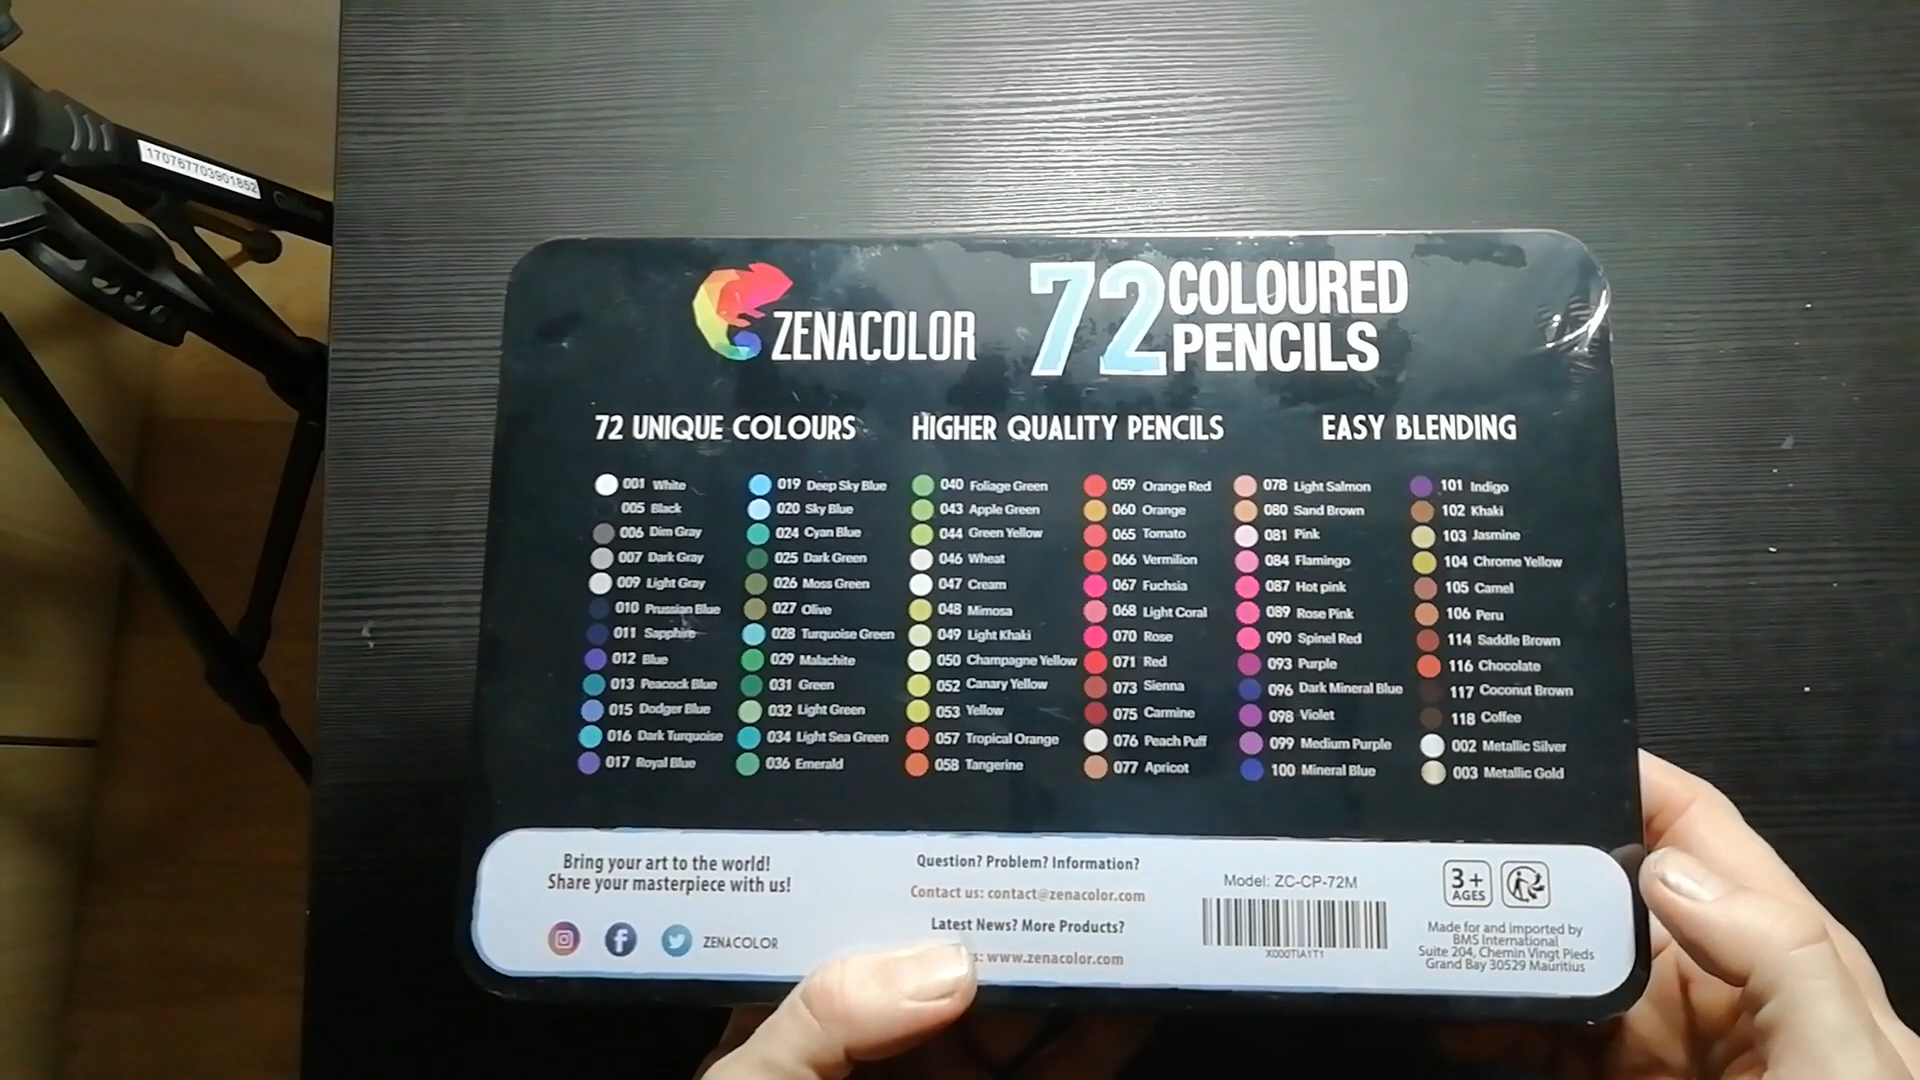 170767703901852
ZENACOLOR
72 COLOURED
PENCILS
72 UNIQUE COLOURS
HIGHER QUALITY PENCILS
EASY BLENDING
001 White
005 Black
006 Dim Gray
007 Dark Gray
009 Light Gray
010 Prussian Blue
011 Sapphire
012 Blue
013 Peacock Blue
015 Dodger Blue
016 Dark Turquoise
017 Royal Blue
019 Deep Sky Blue
020 Sky Blue
024 Cyan Blue
025 Dark Green
026 Moss Green
027 Olive
028 Turquoise Green
029 Malachite
031 Green
032 Light Green
034 Light Sea Green
036 Emerald
040 Foliage Green
043 Apple Green
044 Green Yellow
046 Wheat
047 Cream
048 Mimosa
049 Light Khaki
050 Champagne Yellow
052 Canary Yellow
053 Yellow
057 Tropical Orange
058 Tangerine
059 Orange Red
060 Orange
065 Tomato
066 Vermilion
067 Fuchsia
068 Light Coral
070 Rose
071 Red
073 Sienna
075 Carmine
076 Peach Puff
077 Apricot
078 Light Salmon
080 Sand Brown
081 Pink
084 Flamingo
087 Hot pink
089 Rose Pink
090 Spinel Red
093 Purple
096 Dark Mineral Blue
098 Violet
099 Medium Purple
100 Mineral Blue
101 Indigo
102 Khaki
103 Jasmine
104 Chrome Yellow
105 Camel
106 Peru
114 Saddle Brown
116 Chocolate
117 Coconut Brown
118 Coffee
002 Metallic Silver
003 Metallic Gold
Bring your art to the world!
Share your masterpiece with us!
ZENACOLOR
Question? Problem? Information?
Contact us: contact@zenacolor.com
Latest News? More Products?
www.zenacolor.com
Model: ZC-CP-72M
X000TIA1T1
3+
AGES
Made for and imported by
BMS International
Suite 204, Chemin Vingt Pieds
Grand Bay 30529 Mauritius